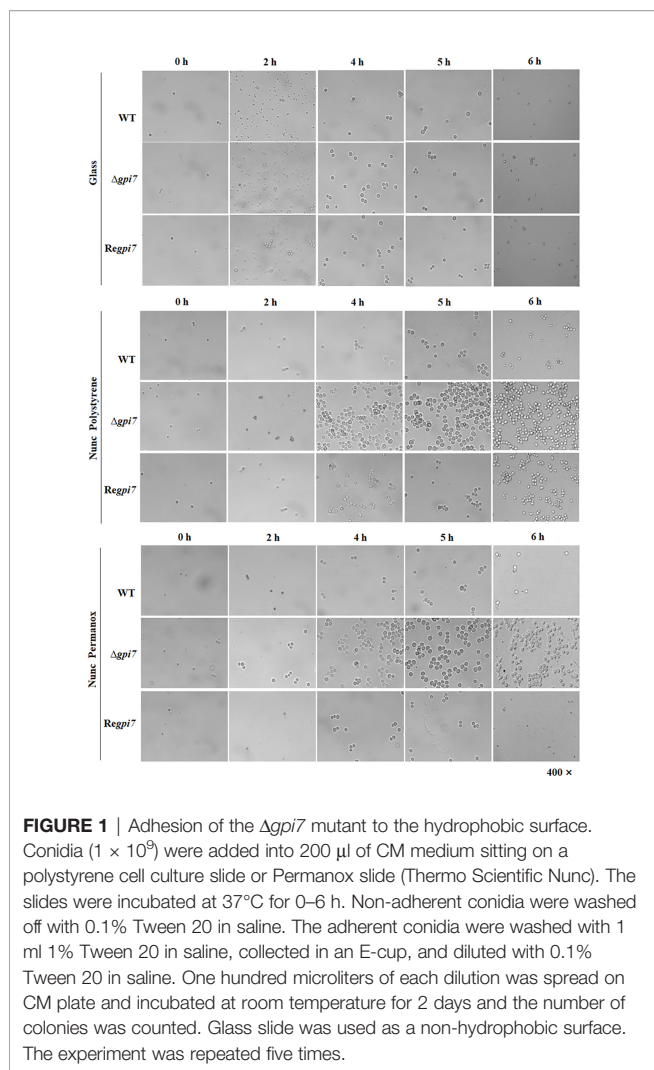 0 h 2 h 4 h 5 h 6 h
WT
Glass
Δgpi7
Regpi7
0 h 2 h 4 h 5 h 6 h
WT
Nunc Polystyrene
Δgpi7
Regpi7
0 h 2 h 4 h 5 h 6 h
WT
Nunc Permanox
Δgpi7
Regpi7
400 ×
FIGURE 1 | Adhesion of the Δgpi7 mutant to the hydrophobic surface.
Conidia (1 × 10⁹) were added into 200 μl of CM medium sitting on a
polystyrene cell culture slide or Permanox slide (Thermo Scientific Nunc). The
slides were incubated at 37°C for 0–6 h. Non-adherent conidia were washed
off with 0.1% Tween 20 in saline. The adherent conidia were washed with 1
ml 1% Tween 20 in saline, collected in an E-cup, and diluted with 0.1%
Tween 20 in saline. One hundred microliters of each dilution was spread on
CM plate and incubated at room temperature for 2 days and the number of
colonies was counted. Glass slide was used as a non-hydrophobic surface.
The experiment was repeated five times.